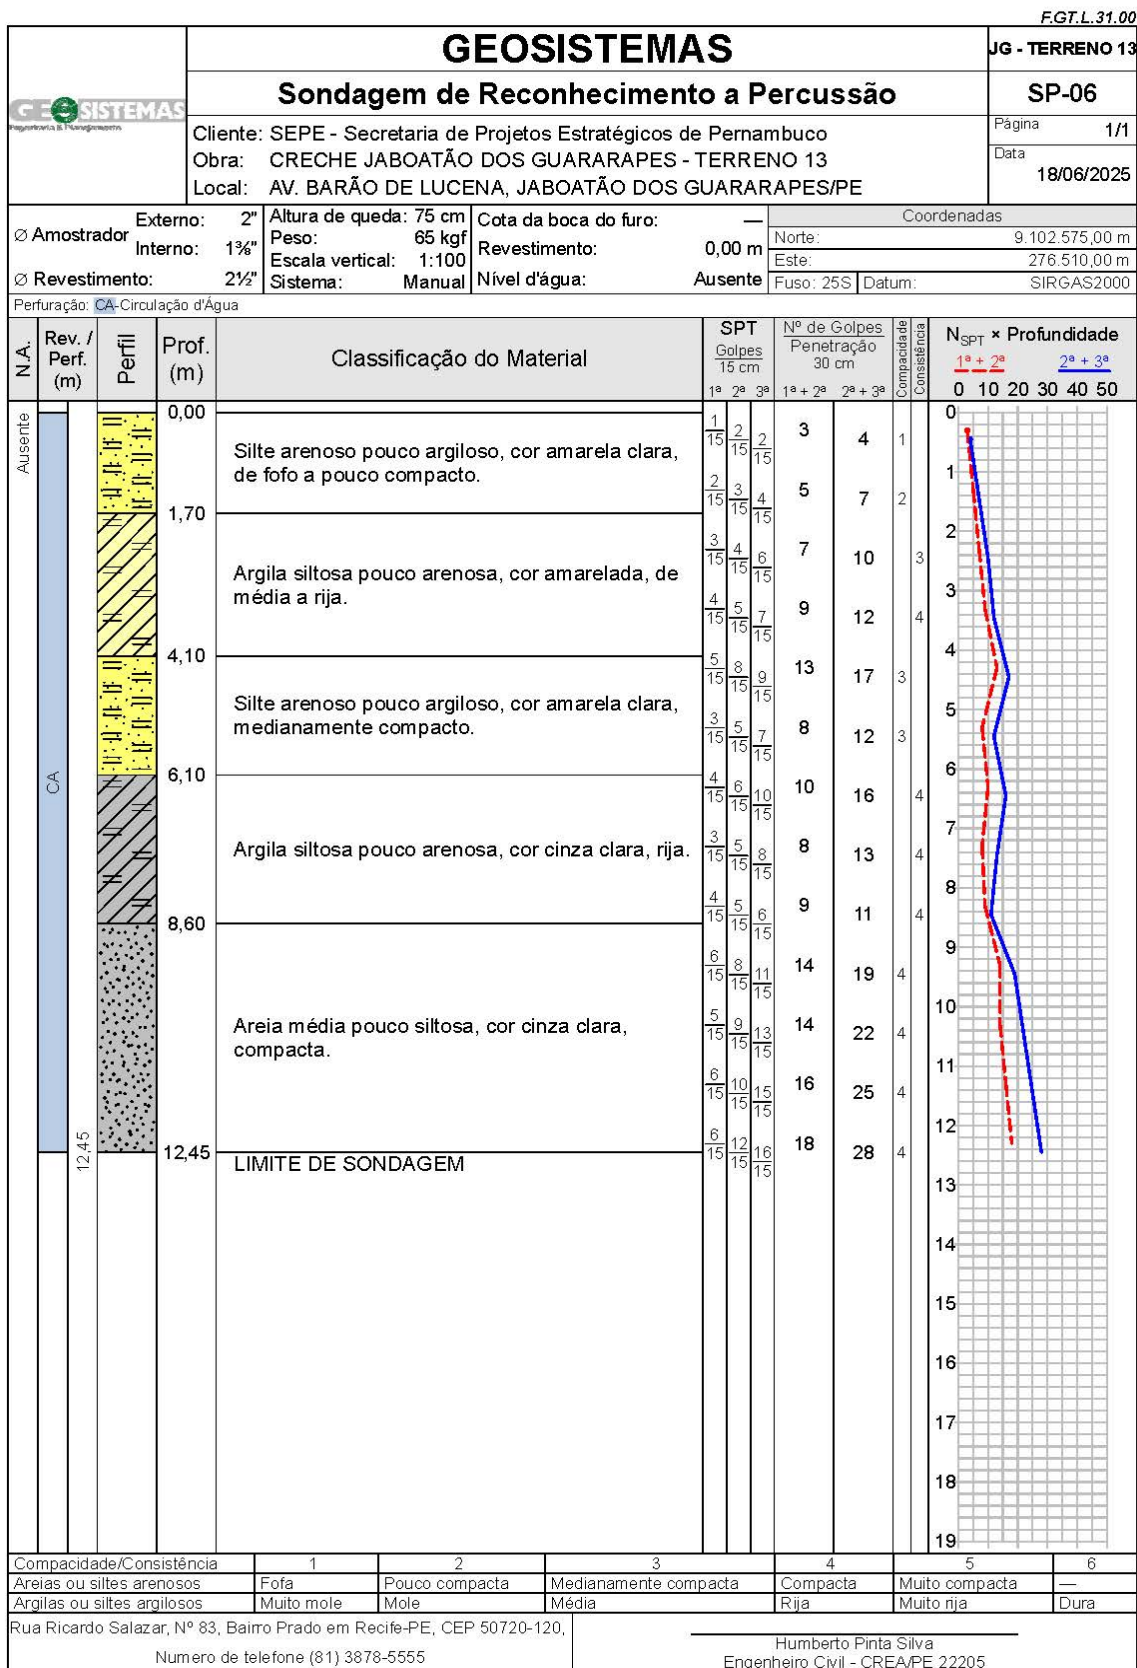 F.GT.L.31.00
GEOSISTEMAS
JG - TERRENO 13
GEOSISTEMAS
Engenharia & Planejamento
Sondagem de Reconhecimento a Percussão
SP-06
Cliente: SEPE - Secretaria de Projetos Estratégicos de Pernambuco
Obra: CRECHE JABOATÃO DOS GUARARAPES - TERRENO 13
Local: AV. BARÃO DE LUCENA, JABOATÃO DOS GUARARAPES/PE
Página 1/1
Data 18/06/2025
Ø Amostrador Externo: 2"
Interno: 1⅜"
Ø Revestimento: 2½"
Altura de queda: 75 cm
Peso: 65 kgf
Escala vertical: 1:100
Sistema: Manual
Cota da boca do furo: —
Revestimento: 0,00 m
Nível d'água: Ausente
Coordenadas
Norte: 9.102.575,00 m
Este: 276.510,00 m
Fuso: 25S Datum: SIRGAS2000
Perfuração: CA-Circulação d'Água
N.A.
Rev. / Perf. (m)
Perfil
Prof. (m)
Classificação do Material
SPT
Golpes
15 cm
1ª 2ª 3ª
Nº de Golpes
Penetração
30 cm
1ª + 2ª 2ª + 3ª
Compacidade
Consistência
NSPT × Profundidade
1ª + 2ª 2ª + 3ª
0 10 20 30 40 50
Ausente
CA
12,45
0,00
Silte arenoso pouco argiloso, cor amarela clara,
de fofo a pouco compacto.
1/15 2/15 2/15 3 4 1
2/15 3/15 4/15 5 7 2
1,70
Argila siltosa pouco arenosa, cor amarelada, de
média a rija.
3/15 4/15 6/15 7 10 3
4/15 5/15 7/15 9 12 4
4,10
Silte arenoso pouco argiloso, cor amarela clara,
medianamente compacto.
5/15 8/15 9/15 13 17 3
3/15 5/15 7/15 8 12 3
6,10
Argila siltosa pouco arenosa, cor cinza clara, rija.
4/15 6/15 10/15 10 16 4
3/15 5/15 8/15 8 13 4
4/15 5/15 6/15 9 11 4
8,60
Areia média pouco siltosa, cor cinza clara,
compacta.
6/15 8/15 11/15 14 19 4
5/15 9/15 13/15 14 22 4
6/15 10/15 15/15 16 25 4
6/15 12/15 16/15 18 28 4
12,45
LIMITE DE SONDAGEM
0
1
2
3
4
5
6
7
8
9
10
11
12
13
14
15
16
17
18
19
Compacidade/Consistência 1 2 3 4 5 6
Areias ou siltes arenosos Fofa Pouco compacta Medianamente compacta Compacta Muito compacta —
Argilas ou siltes argilosos Muito mole Mole Média Rija Muito rija Dura
Rua Ricardo Salazar, Nº 83, Bairro Prado em Recife-PE, CEP 50720-120,
Numero de telefone (81) 3878-5555
Humberto Pinta Silva
Engenheiro Civil - CREA/PE 22205